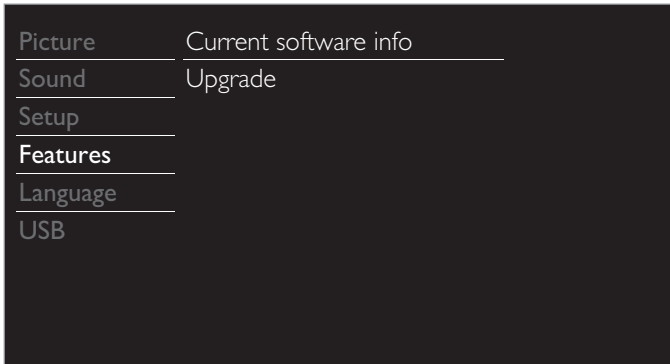 Picture
Sound
Setup
Features
Language
USB
Current software info
Upgrade